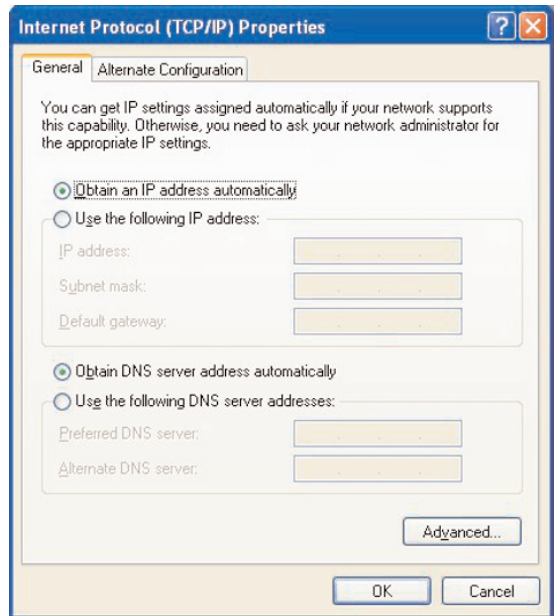 Internet Protocol (TCP/IP) Properties
General
Alternate Configuration
You can get IP settings assigned automatically if your network supports
this capability. Otherwise, you need to ask your network administrator for
the appropriate IP settings.
Obtain an IP address automatically
Use the following IP address:
IP address:
Subnet mask:
Default gateway:
Obtain DNS server address automatically
Use the following DNS server addresses:
Preferred DNS server:
Alternate DNS server:
Advanced...
OK
Cancel